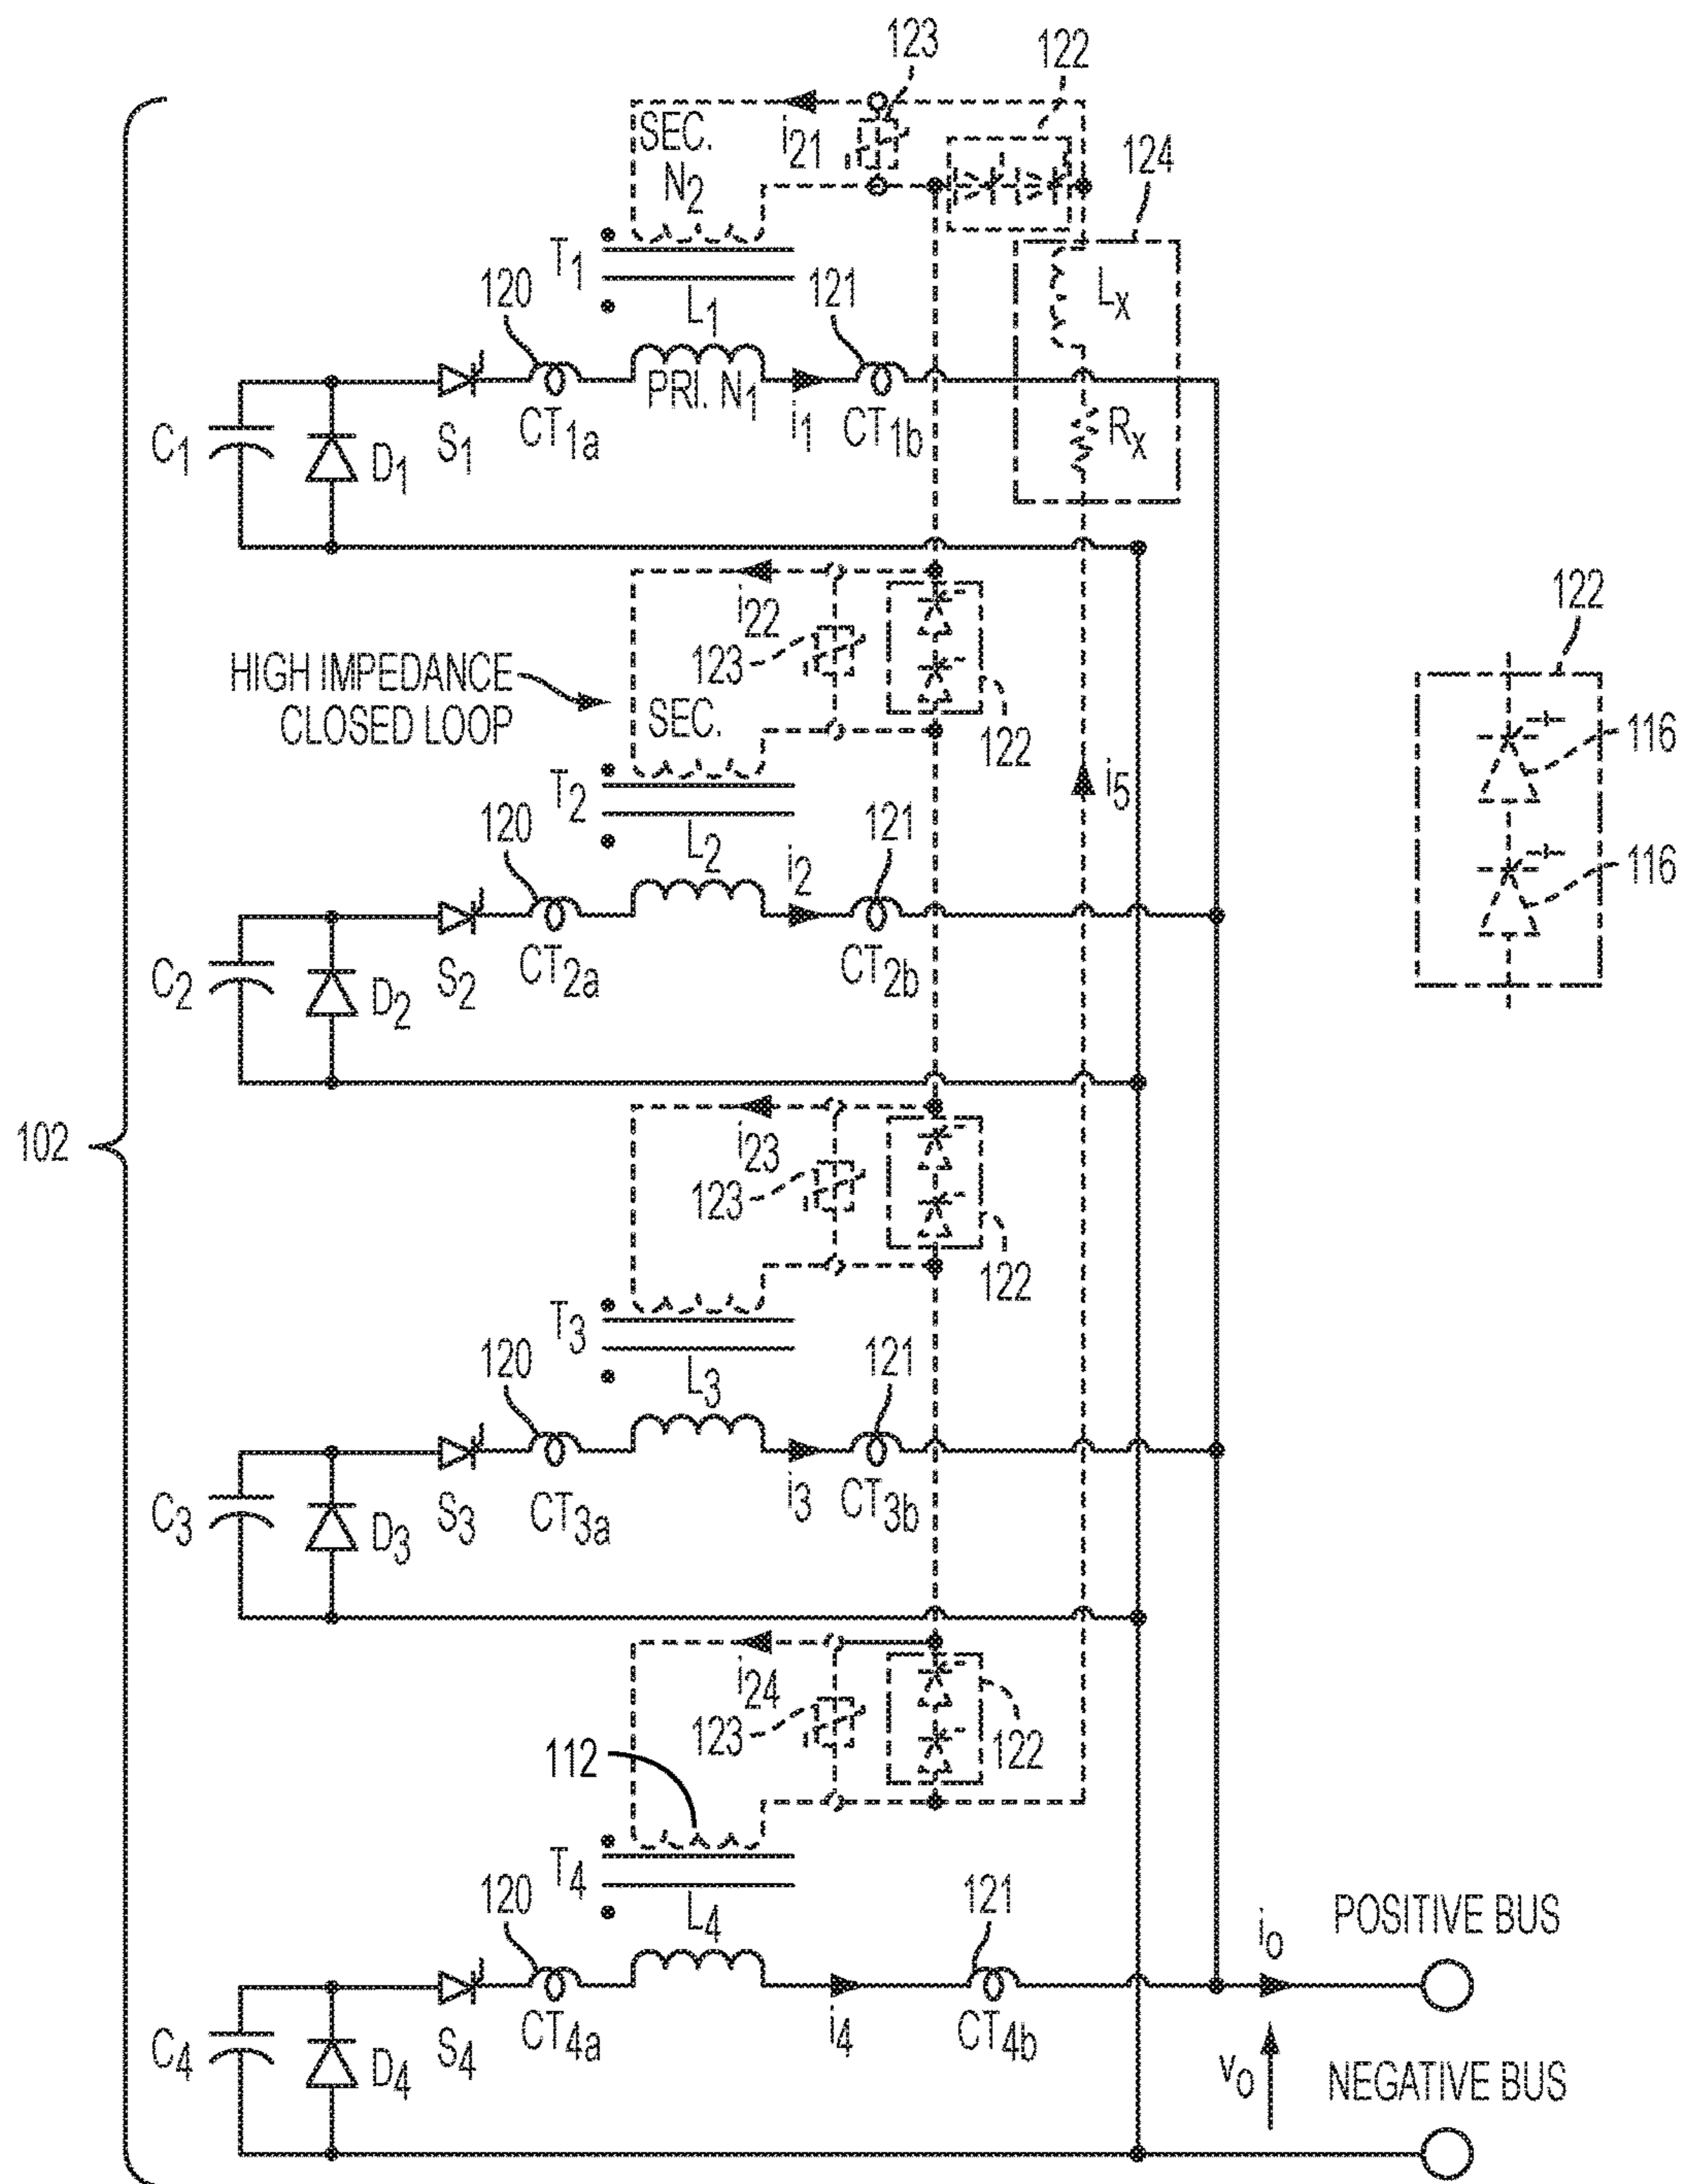 123
122
SEC.
i21
124
N2
T1
LX
120
121
L1
PRI. N1
C1
D1
S1
CT1a
i1
CT1b
RX
122
i22
123
HIGH IMPEDANCE
CLOSED LOOP
SEC.
122
116
T2
i5
120
L2
i2
121
116
C2
D2
S2
CT2a
CT2b
102
i23
123
122
T3
120
L3
121
C3
D3
S3
CT3a
i3
CT3b
i24
123
122
112
T4
120
L4
121
io
POSITIVE BUS
C4
D4
S4
CT4a
i4
CT4b
vo
NEGATIVE BUS